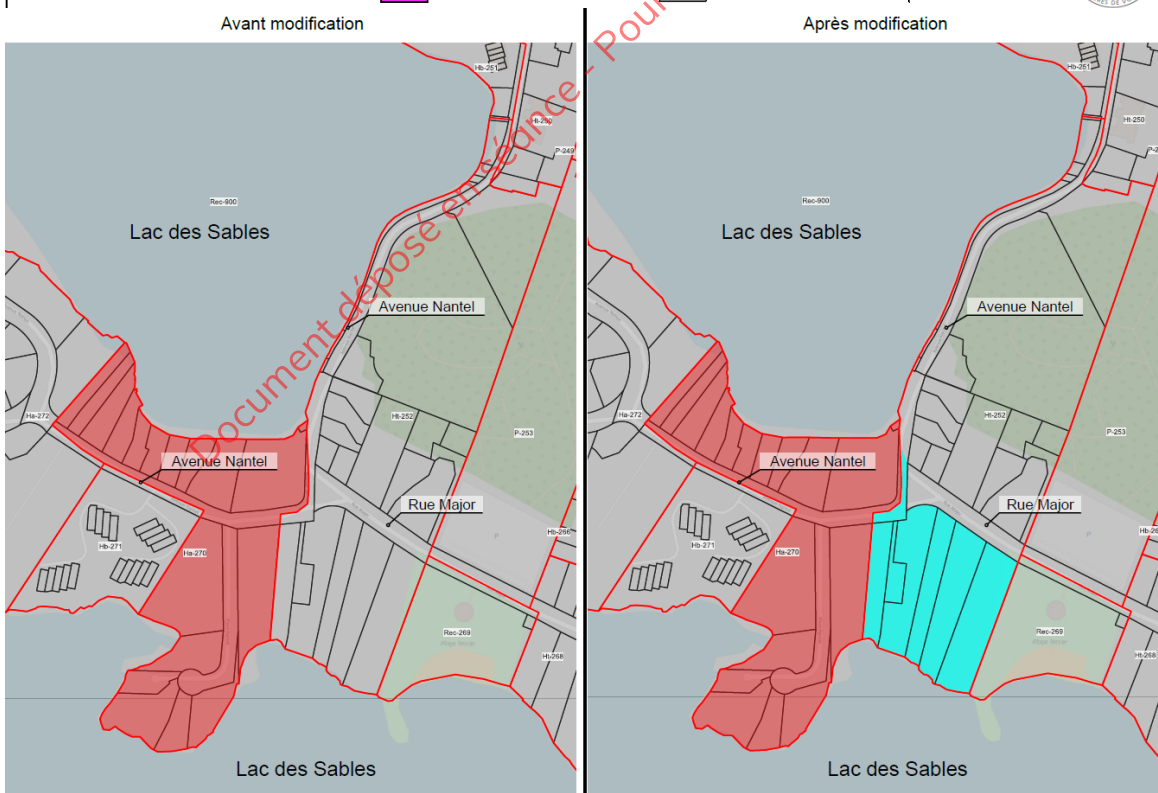 Avant modification
Après modification
Document déposé en séance - Pour
Hb-251
Ht-250
P-249
Rec-900
Lac des Sables
Avenue Nantel
Ha-272
Ht-252
P-253
Avenue Nantel
Rue Major
Hb-271
Ha-270
Hb-266
Rec-269
Plage Tessier
Ht-268
Lac des Sables
Hb-251
Ht-250
Rec-900
Lac des Sables
Avenue Nantel
Ha-272
Ht-252
P-253
Avenue Nantel
Rue Major
Hb-271
Ha-270
Rec-269
Ht-268
Lac des Sables